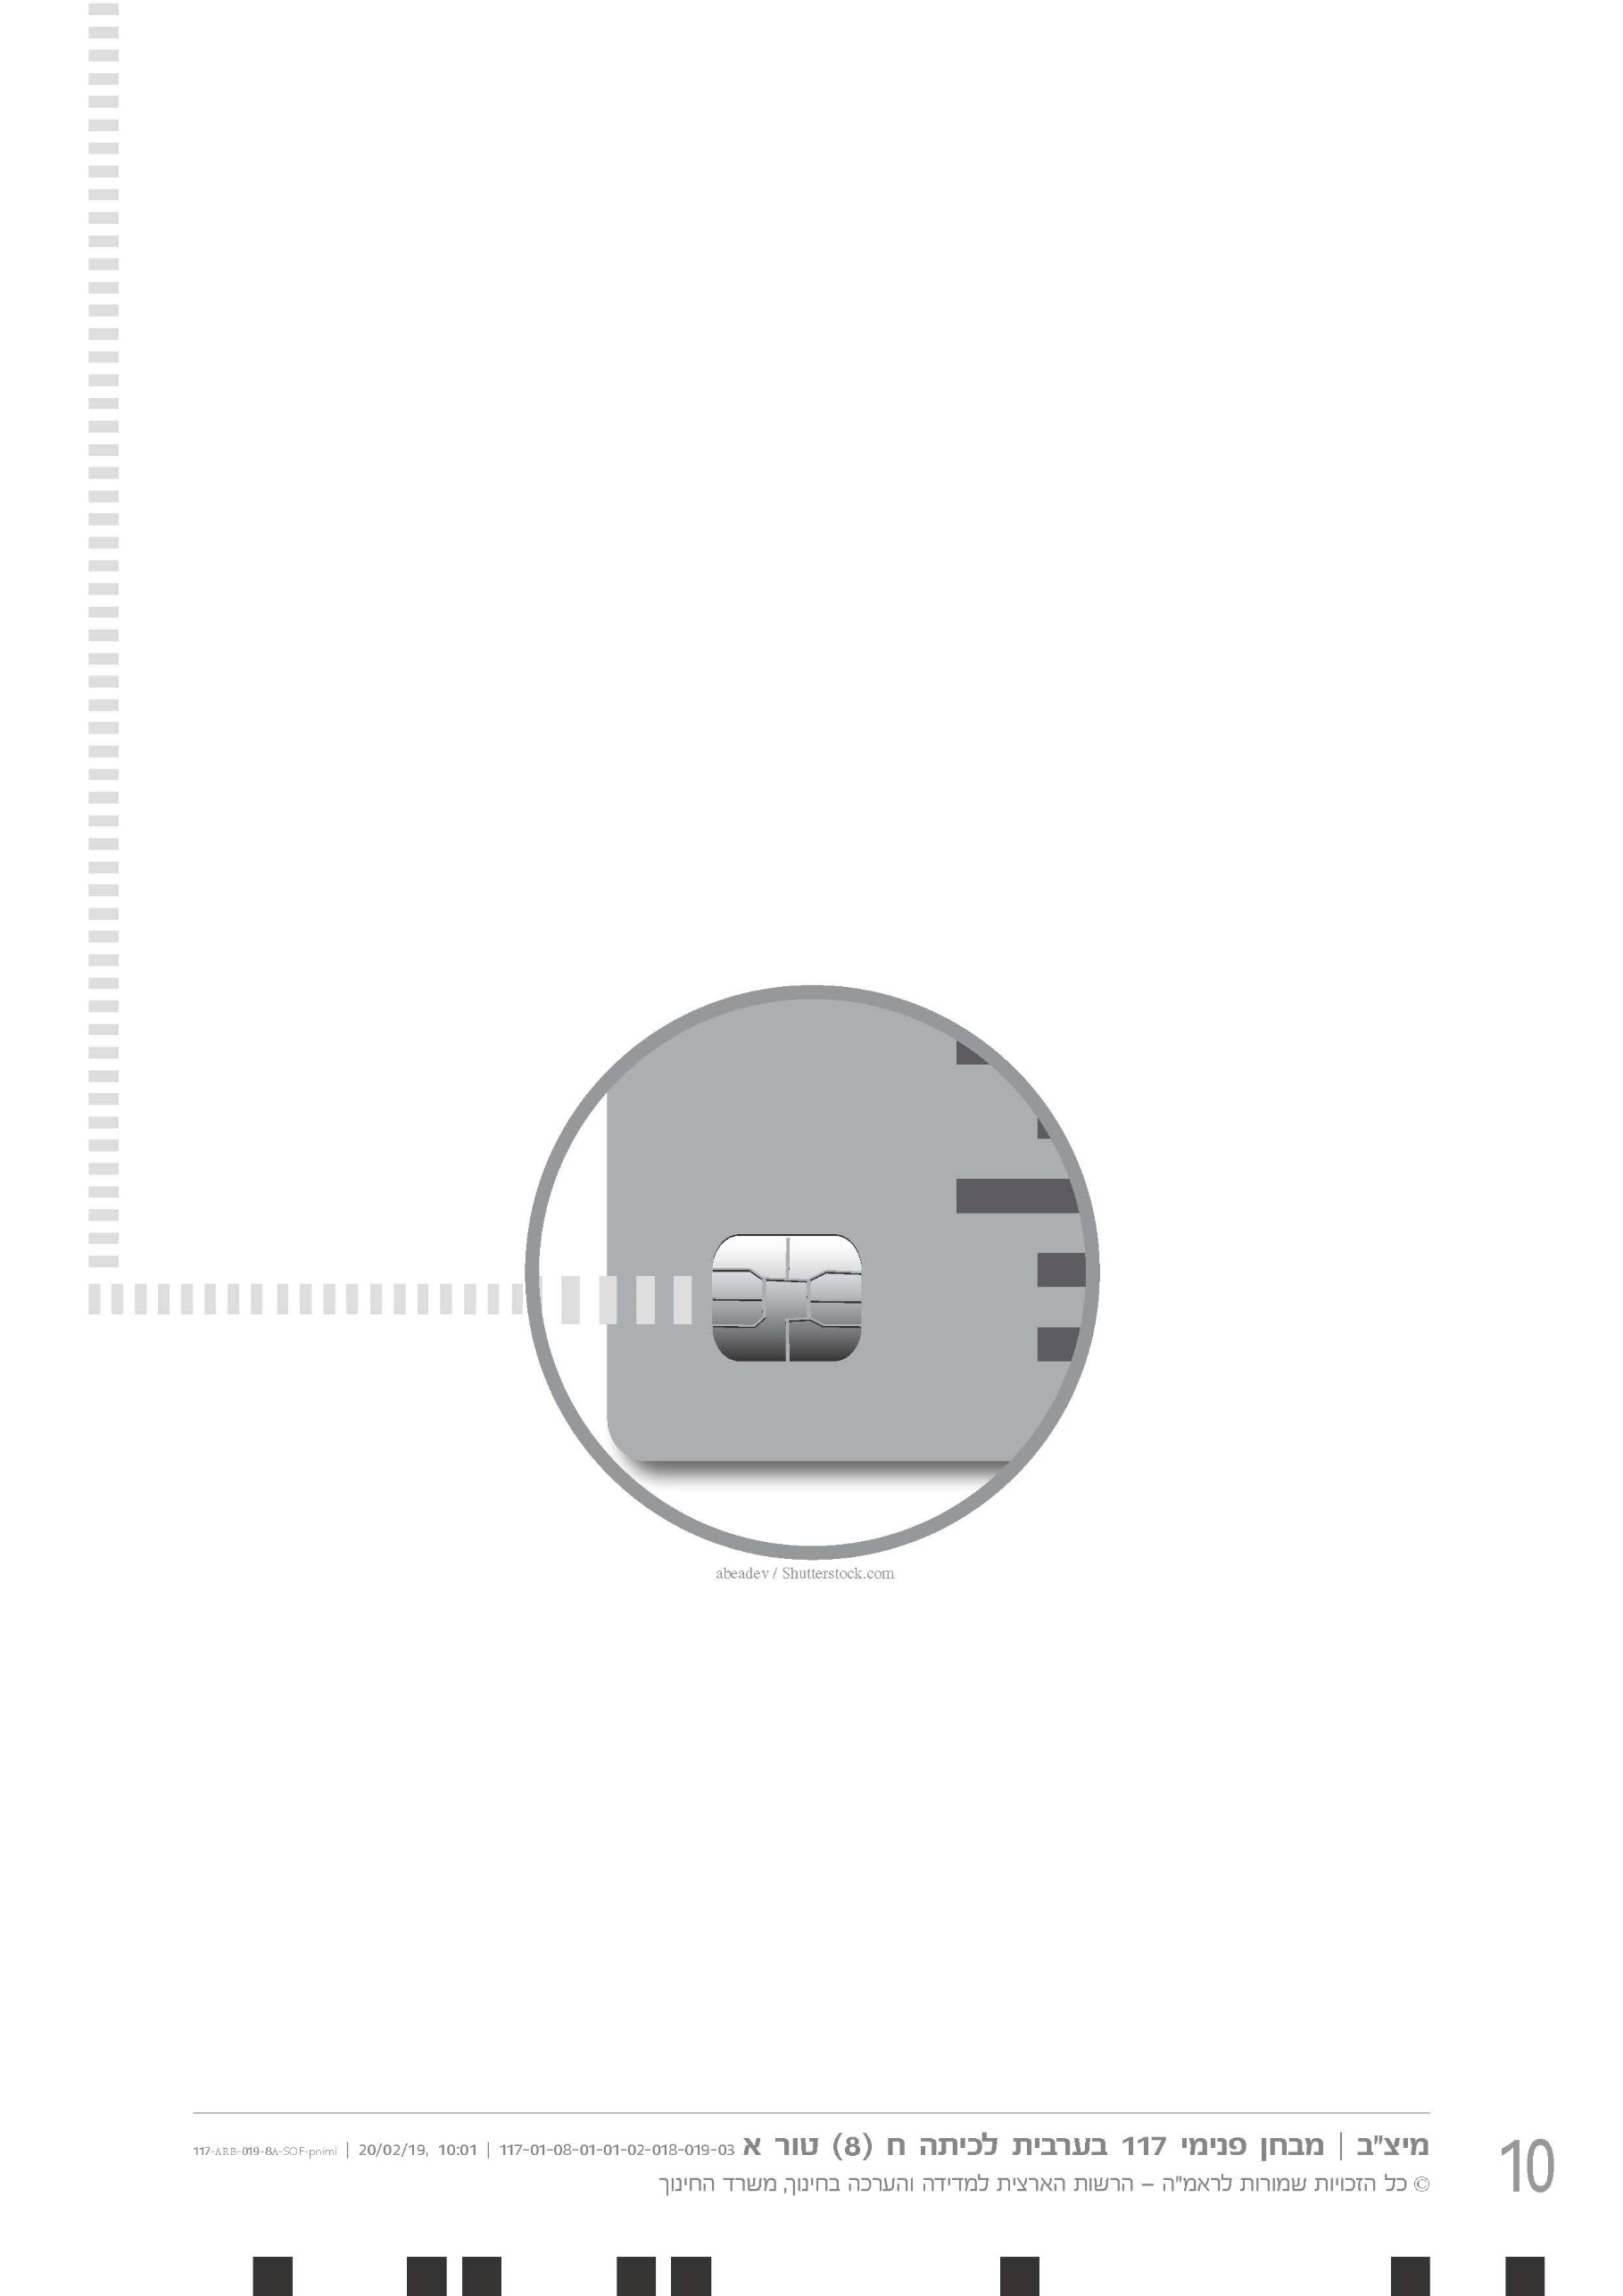 abeadev / Shutterstock.com
מיצ"ב | מבחן פנימי 117 בערבית לכיתה ח (8) טור א 117-01-08-01-01-02-018-019-03 | 20/02/19, 10:01 | 117-ARB-019-8A-SOF-pnimi
© כל הזכויות שמורות לראמ"ה – הרשות הארצית למדידה והערכה בחינוך, משרד החינוך
10